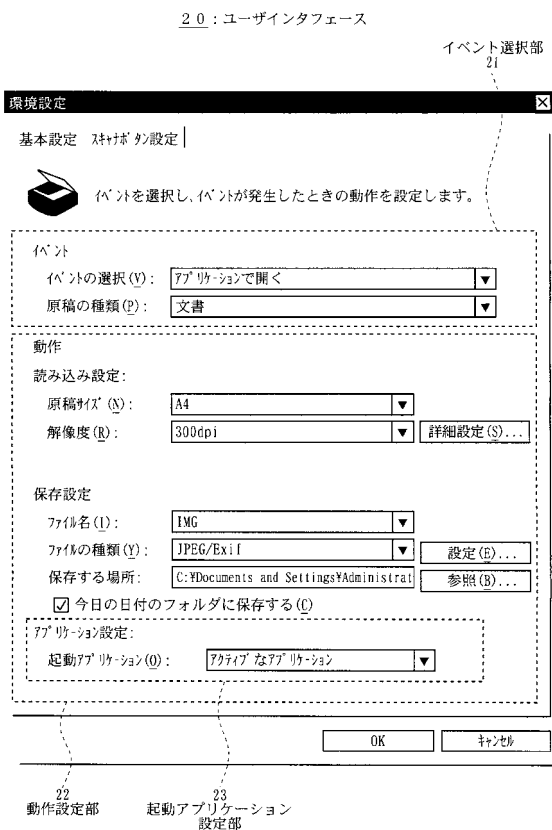 20:ユーザインタフェース
イベント選択部
21
環境設定
基本設定 スキャナボタン設定
イベントを選択し、イベントが発生したときの動作を設定します。
イベント
イベントの選択(V): アプリケーションで開く
原稿の種類(P): 文書
動作
読み込み設定:
原稿サイズ(N): A4
解像度(R): 300dpi 詳細設定(S)...
保存設定
ファイル名(I): IMG
ファイルの種類(Y): JPEG/Exif 設定(E)...
保存する場所: C:¥Documents and Settings¥Administrat 参照(B)...
今日の日付のフォルダに保存する(C)
アプリケーション設定:
起動アプリケーション(O): アクティブなアプリケーション
OK キャンセル
22 23
動作設定部 起動アプリケーション
設定部